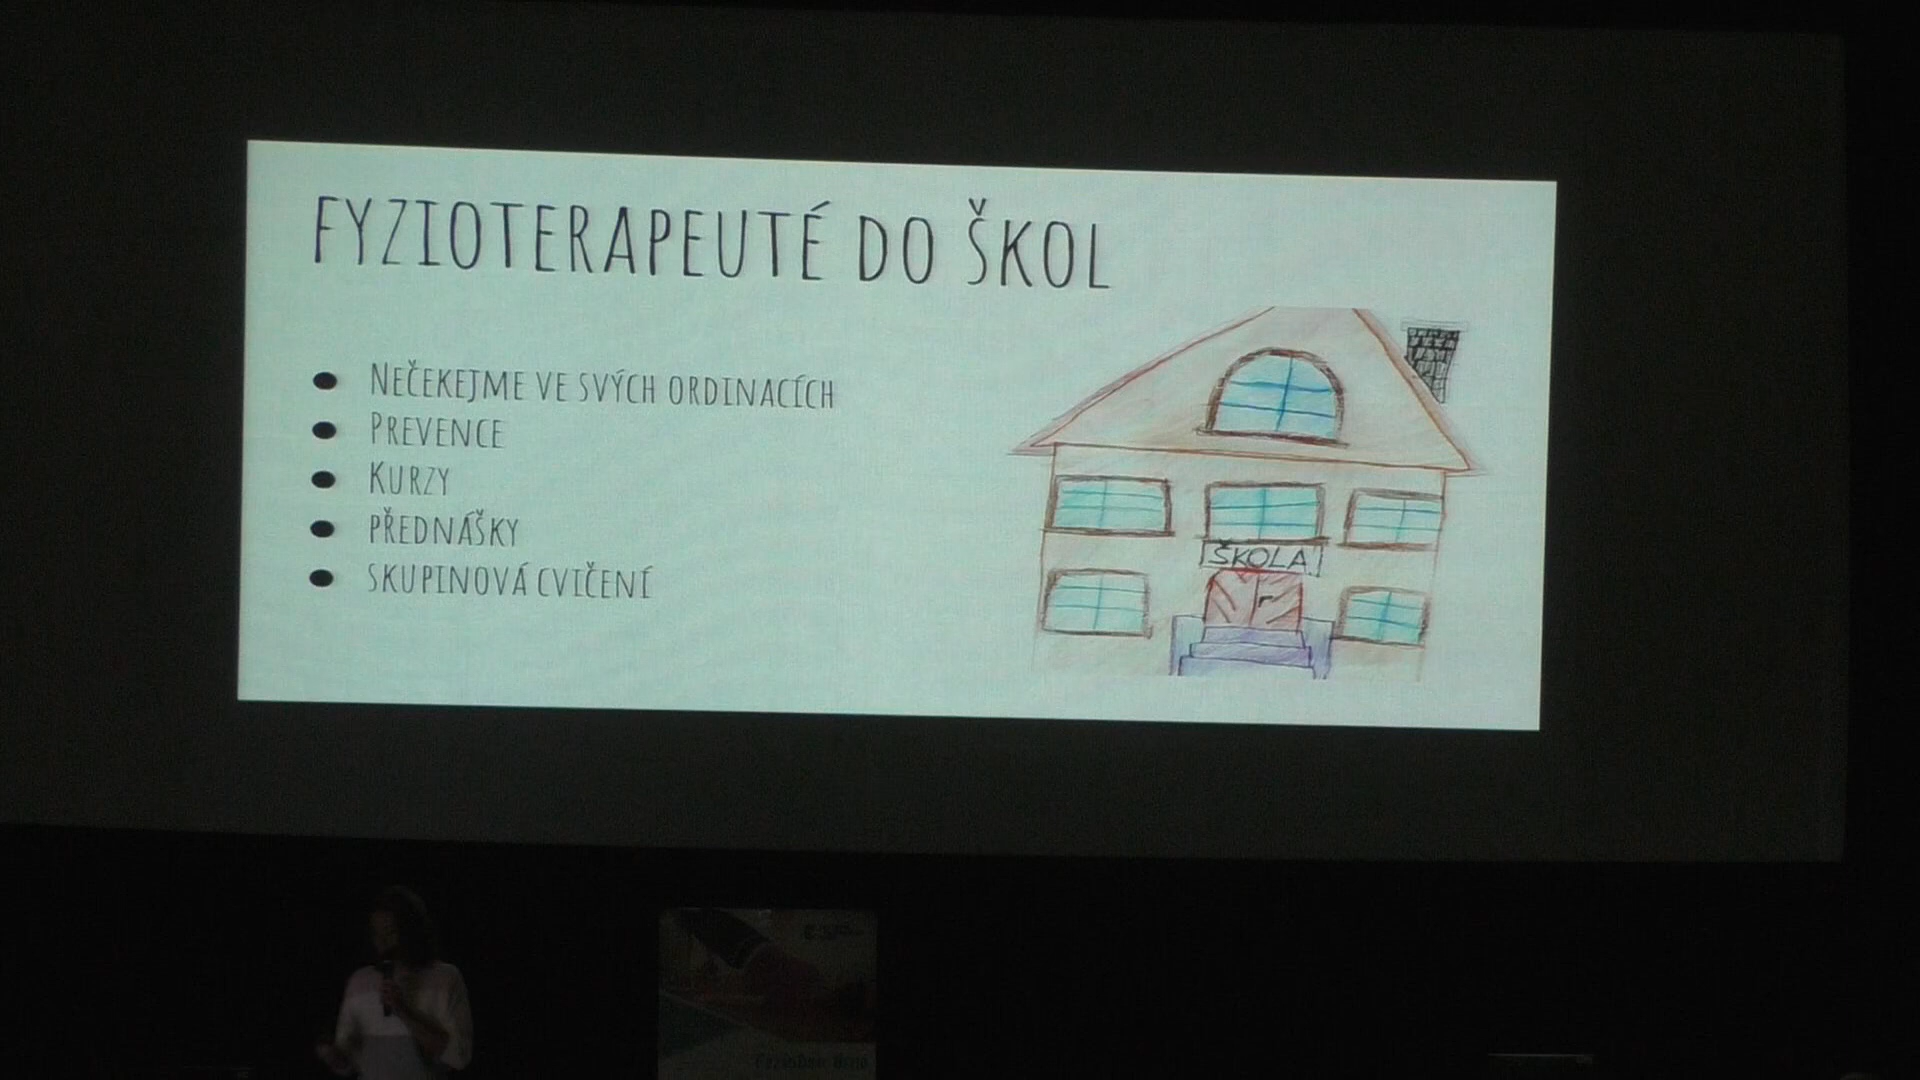 FYZIOTERAPEUTÉ DO ŠKOL
NEČEKEJME VE SVÝCH ORDINACÍCH
PREVENCE
KURZY
PŘEDNÁŠKY
SKUPINOVÁ CVIČENÍ
ŠKOLA